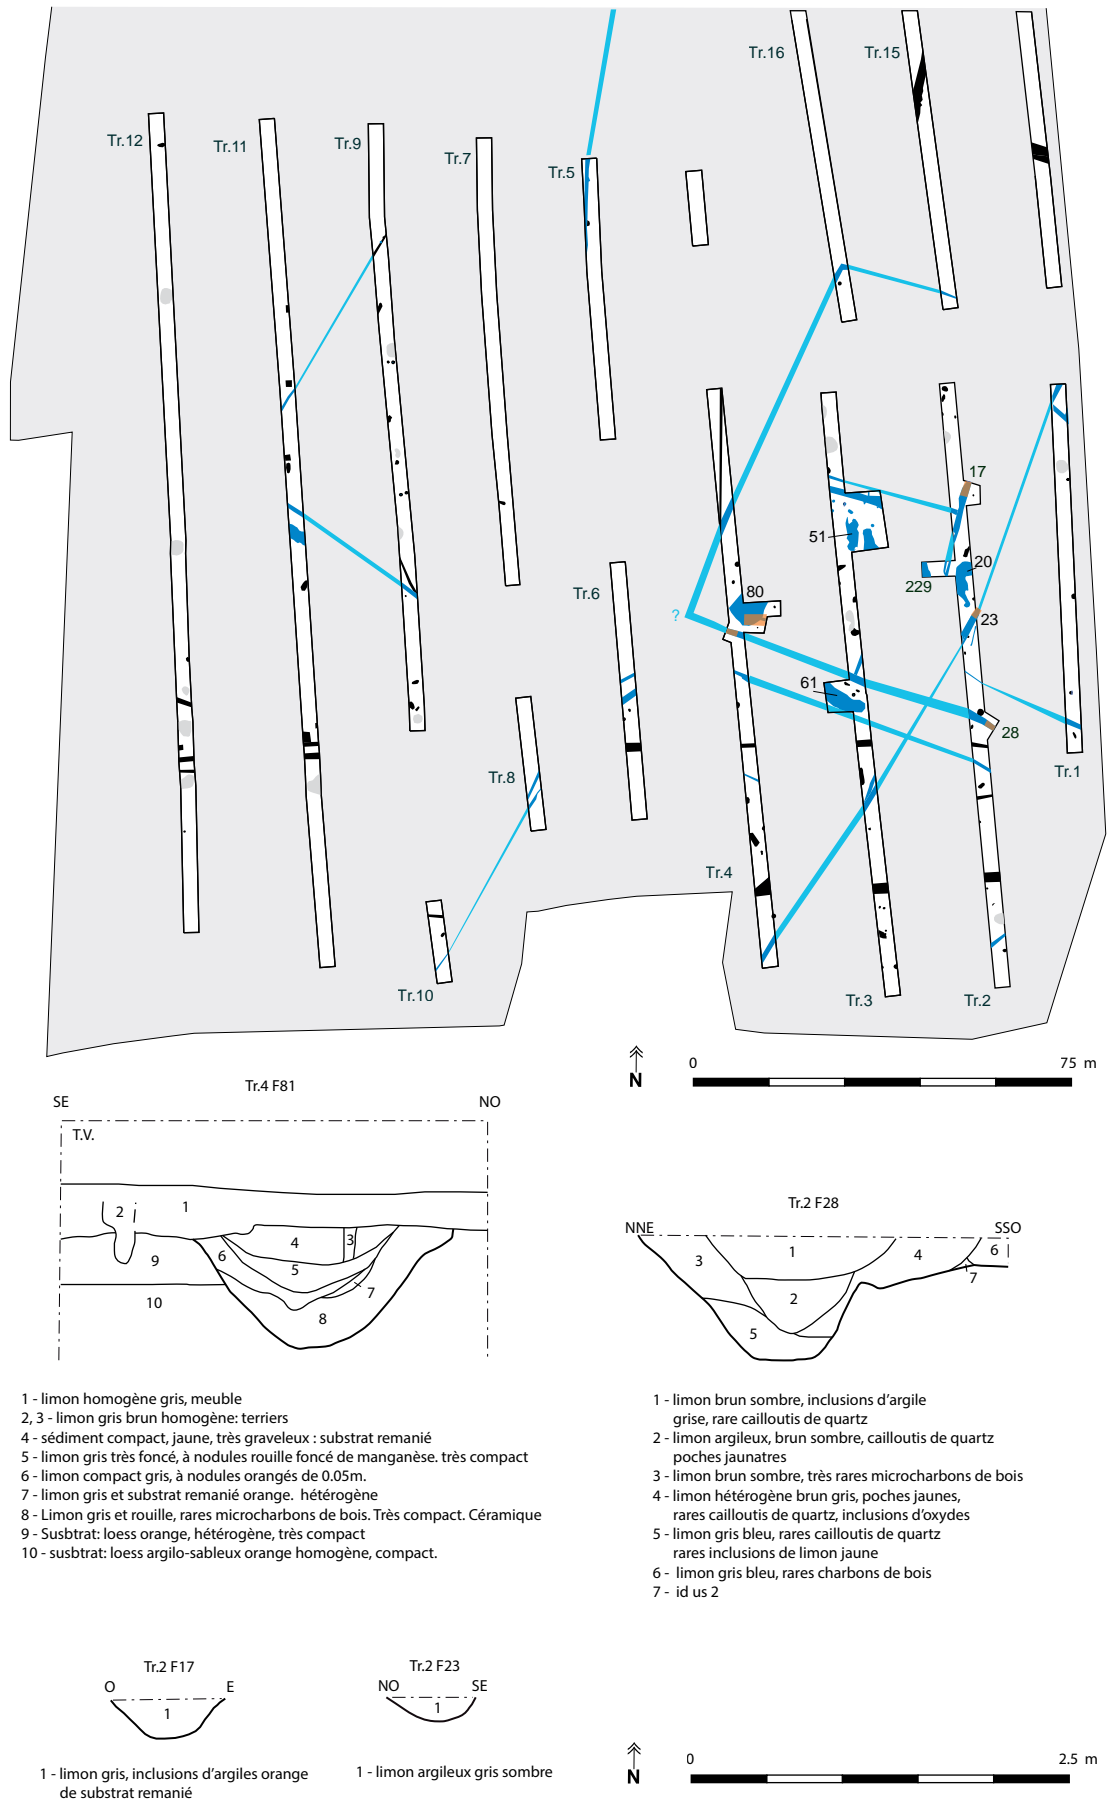 Tr.16
Tr.15
Tr.12
Tr.11
Tr.9
Tr.7
Tr.5
17
51
20
229
80
Tr.6
?
23
61
28
Tr.8
Tr.1
Tr.4
Tr.10
Tr.3
Tr.2
N
0
75 m
Tr.4 F81
SE
NO
T.V.
2
1
4
3
6
9
5
7
10
8
Tr.2 F28
NNE
SSO
1
6
3
4
7
2
5
1 - limon homogène gris, meuble
2, 3 - limon gris brun homogène: terriers
4 - sédiment compact, jaune, très graveleux : substrat remanié
5 - limon gris très foncé, à nodules rouille foncé de manganèse. très compact
6 - limon compact gris, à nodules orangés de 0.05m.
7 - limon gris et substrat remanié orange. hétérogène
8 - Limon gris et rouille, rares microcharbons de bois. Très compact. Céramique
9 - Susbtrat: loess orange, hétérogène, très compact
10 - susbtrat: loess argilo-sableux orange homogène, compact.
1 - limon brun sombre, inclusions d'argile
grise, rare cailloutis de quartz
2 - limon argileux, brun sombre, cailloutis de quartz
poches jaunatres
3 - limon brun sombre, très rares microcharbons de bois
4 - limon hétérogène brun gris, poches jaunes,
rares cailloutis de quartz, inclusions d'oxydes
5 - limon gris bleu, rares cailloutis de quartz
rares inclusions de limon jaune
6 - limon gris bleu, rares charbons de bois
7 - id us 2
Tr.2 F17
O
E
1
1 - limon gris, inclusions d'argiles orange
de substrat remanié
Tr.2 F23
NO
SE
1
1 - limon argileux gris sombre
N
0
2.5 m